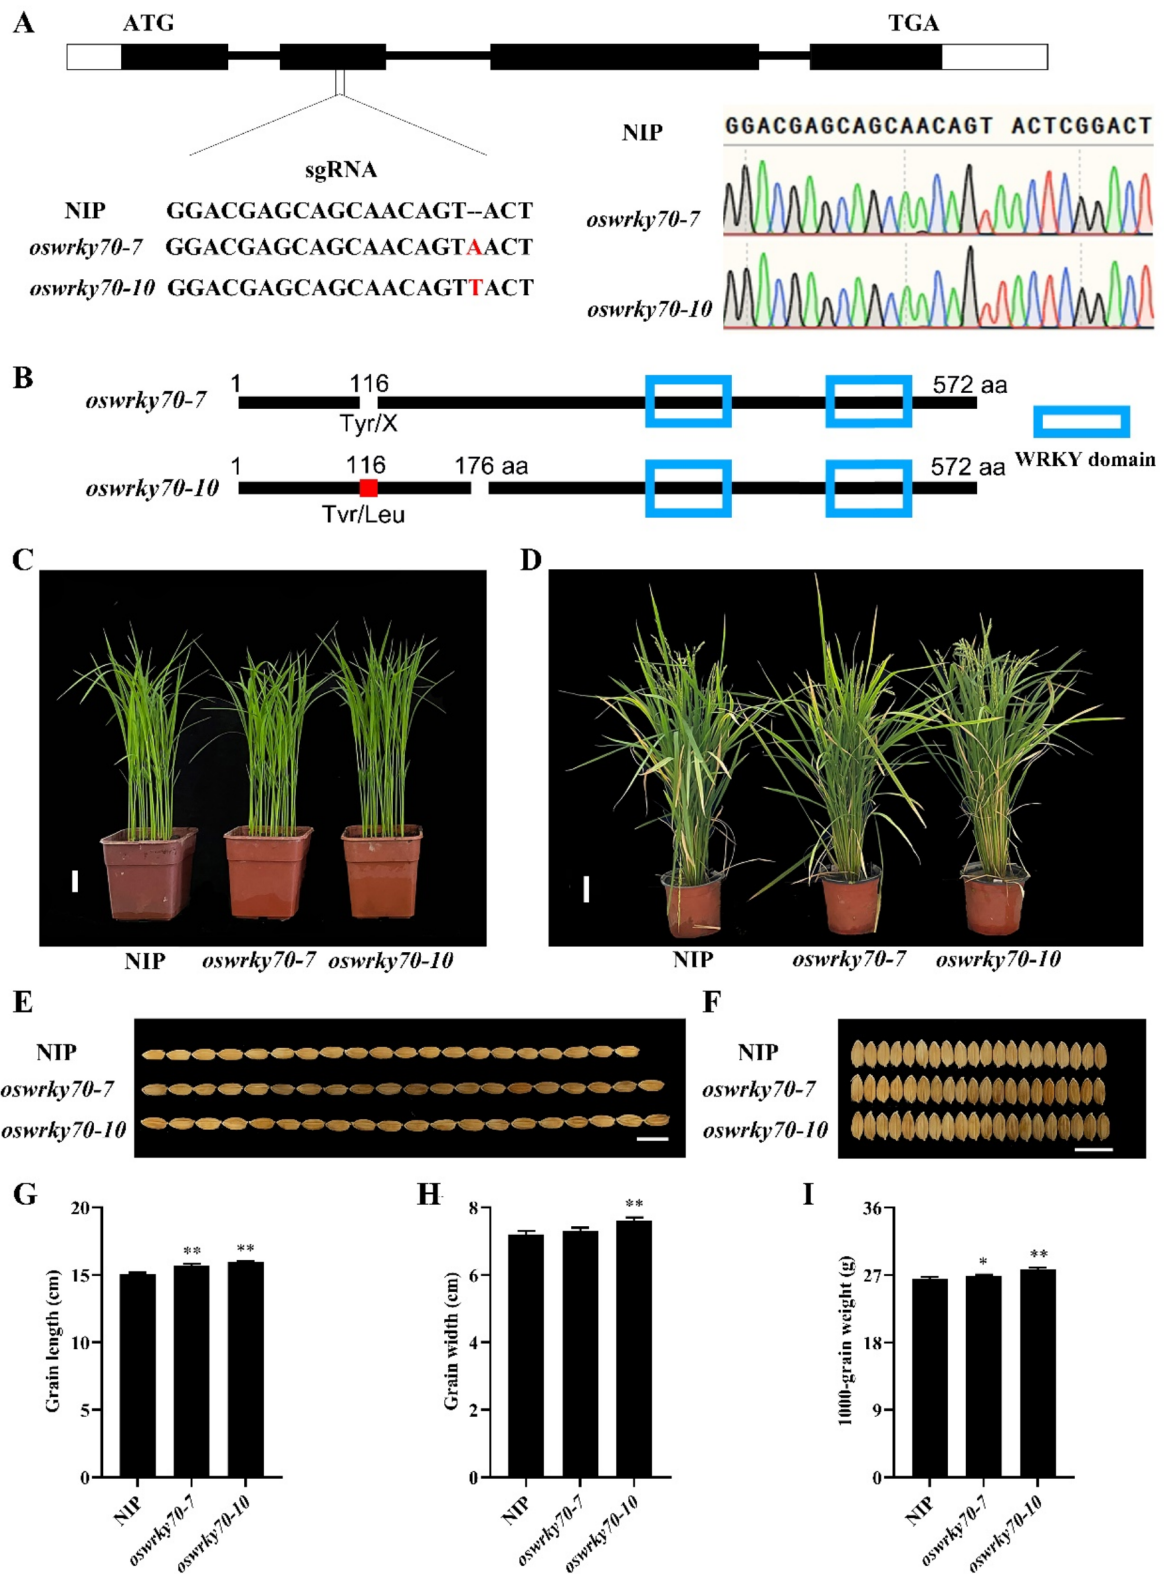 A
ATG
TGA
sgRNA
NIP GGACGAGCAGCAACAGT--ACT
oswrky70-7 GGACGAGCAGCAACAGTAACT
oswrky70-10 GGACGAGCAGCAACAGTTACT
NIP GGACGAGCAGCAACAGT ACTCGGACT
oswrky70-7
oswrky70-10
B
1 116 572 aa
oswrky70-7
Tyr/X
1 116 176 aa 572 aa
oswrky70-10
Tvr/Leu
WRKY domain
C
NIP oswrky70-7 oswrky70-10
D
NIP oswrky70-7 oswrky70-10
E
NIP
oswrky70-7
oswrky70-10
F
NIP
oswrky70-7
oswrky70-10
G
Grain length (cm)
20
15
10
5
0
** **
NIP oswrky70-7 oswrky70-10
H
Grain width (cm)
8
6
4
2
0
**
NIP oswrky70-7 oswrky70-10
I
1000-grain weight (g)
36
27
18
9
0
* **
NIP oswrky70-7 oswrky70-10